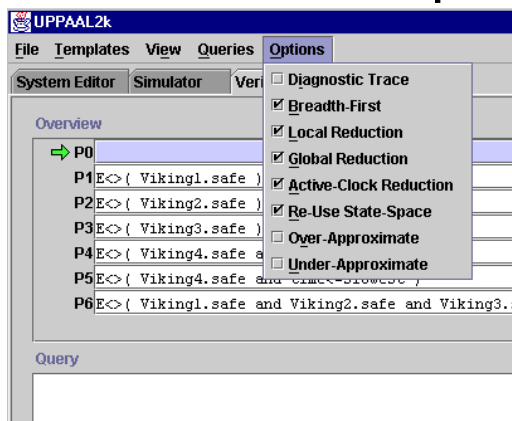 UPPAAL2k
File Templates View Queries Options
System Editor Simulator Veri
Diagnostic Trace
Breadth-First
Local Reduction
Global Reduction
Active-Clock Reduction
Re-Use State-Space
Over-Approximate
Under-Approximate
Overview
P0
P1 E<>( Viking1.safe )
P2 E<>( Viking2.safe )
P3 E<>( Viking3.safe )
P4 E<>( Viking4.safe a
P5 E<>( Viking4.safe and time<=slowest )
P6 E<>( Viking1.safe and Viking2.safe and Viking3.
Query